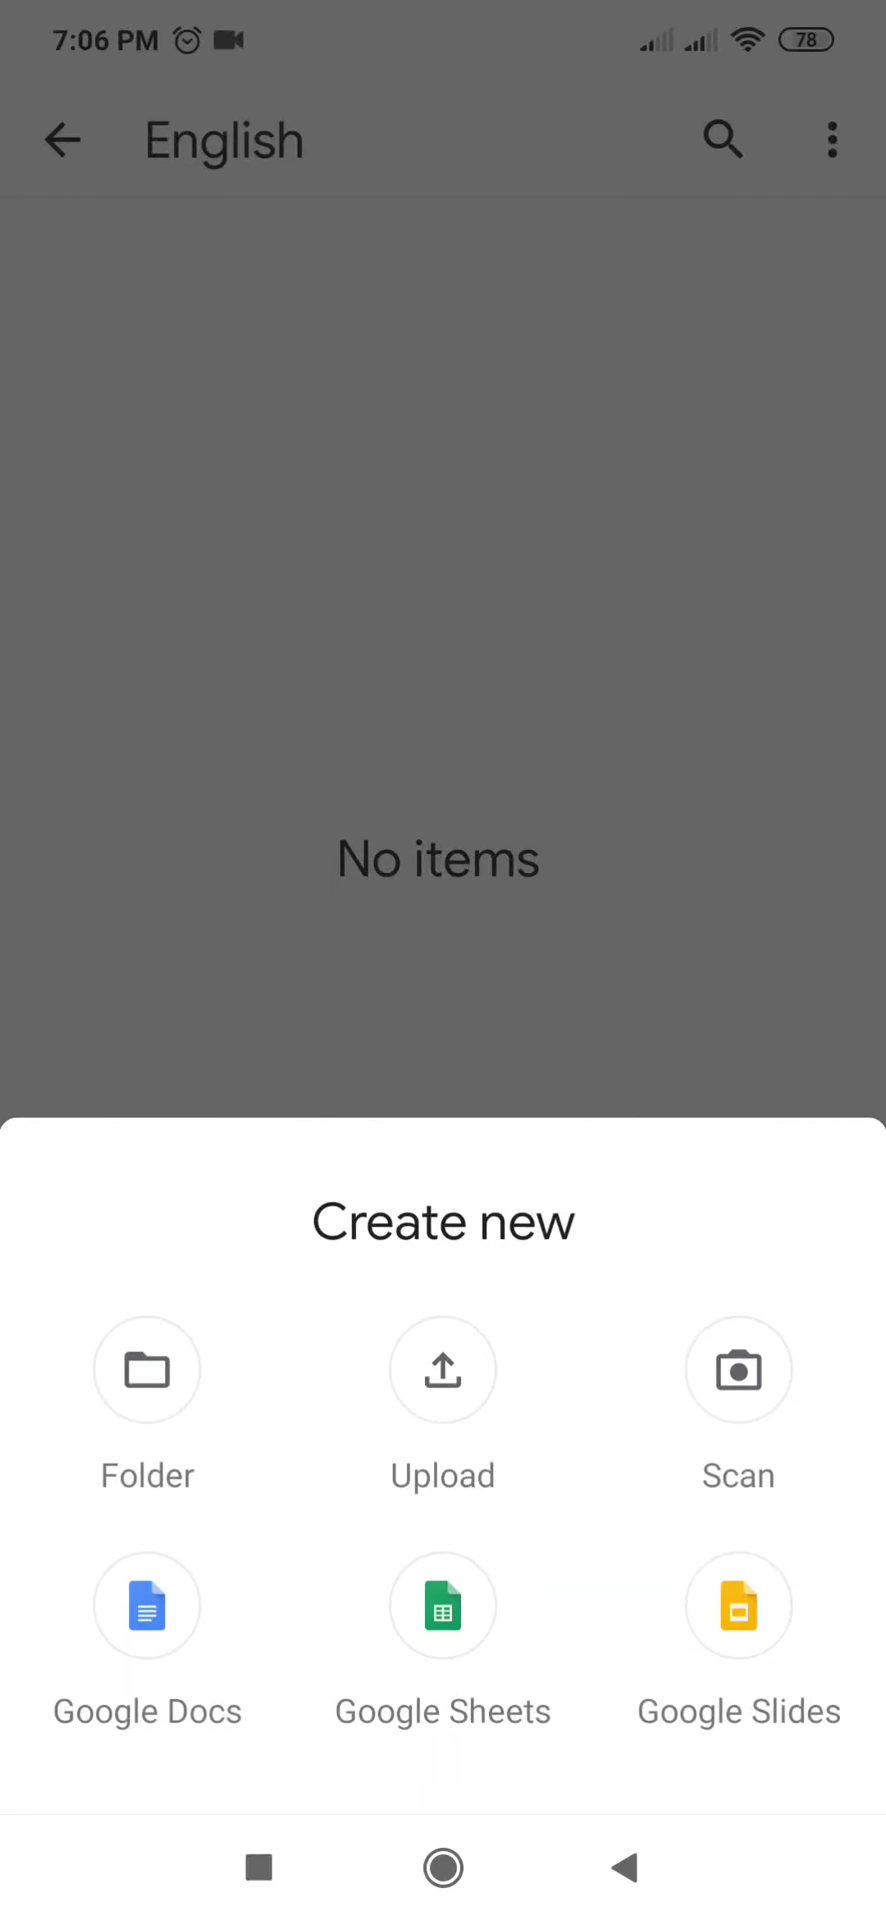 7:06 PM 78
English
No items
Create new
Folder Upload Scan
Google Docs Google Sheets Google Slides